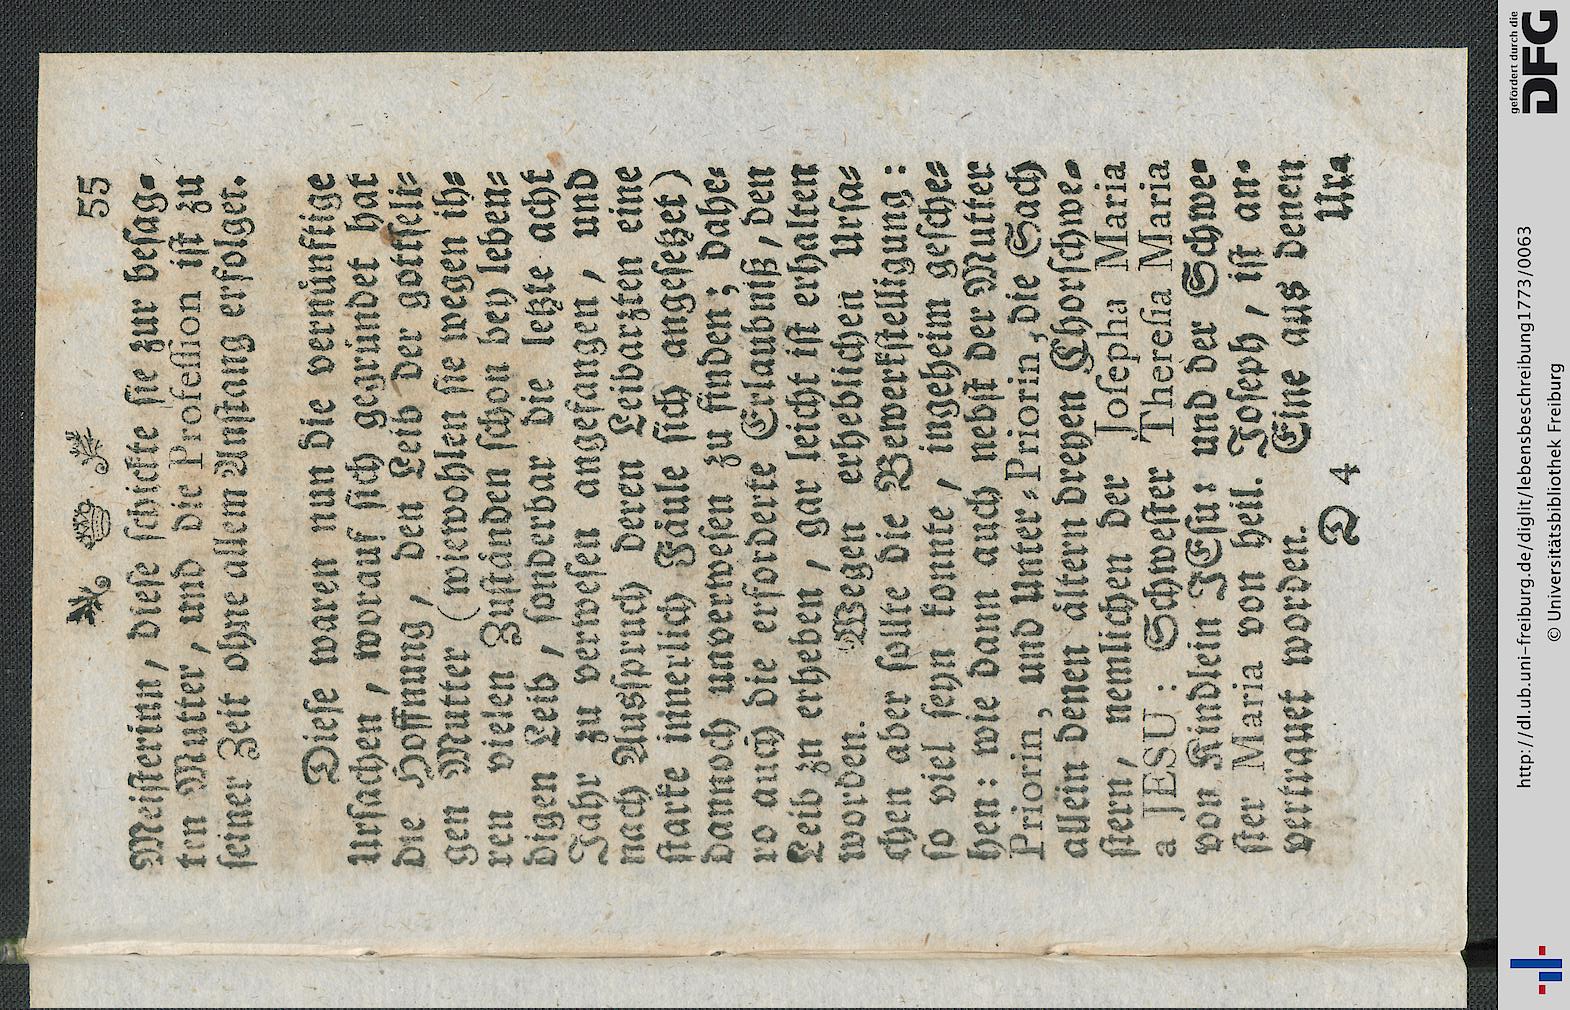 55
Meisterinn, diese schickte sie zur besag-
ten Mutter, und die Profession ist zu
seiner Zeit ohne allem Anstang erfolget.
Diese waren nun die vernünftige
Ursachen, worauf sich gegründet hat
die Hoffnung, den Leib der gottseli-
gen Mutter (wiewohlen sie wegen ih-
ren vielen Zuständen schon bey leben-
digen Leib, sonderbar die letzte acht
Jahr zu verwesen angefangen, und
nach Ausspruch deren Leibärzten eine
starke innerlich Fäule sich angesetzet)
dannoch unverwesen zu finden; dahe-
ro auch die erforderte Erlaubniß, den
Leib zu erheben, gar leicht ist erhalten
worden. Wegen erheblichen Ursa-
chen aber sollte die Bewerkstelligung:
so viel seyn konnte, ingeheim gesche-
hen: wie dann auch nebst der Mutter
Priorin, und Unter-Priorin, die Sach
allein denen ältern dreyen Chorschwe-
stern, nemlichen der Josepha Maria
a JESU: Schwester Theresia Maria
von Kindlein JEsu: und der Schwe-
ster Maria von heil. Joseph, ist an-
vertrauet worden. Eine aus denen
D 4 Ur-
http://dl.ub.uni-freiburg.de/diglit/lebensbeschreibung1773/0063
© Universitätsbibliothek Freiburg
gefördert durch die
DFG